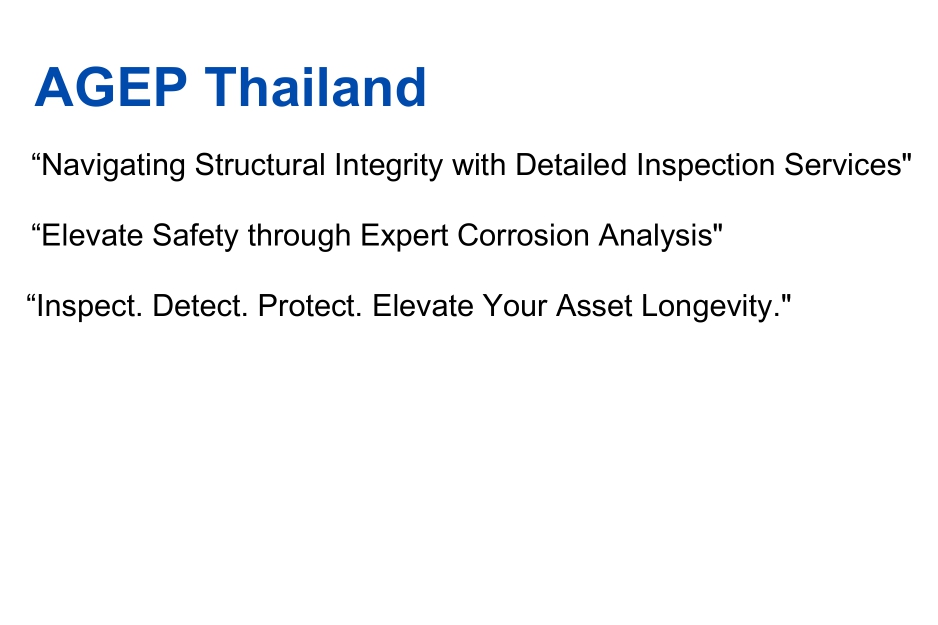 AGEP Thailand
“Navigating Structural Integrity with Detailed Inspection Services"
“Elevate Safety through Expert Corrosion Analysis"
“Inspect. Detect. Protect. Elevate Your Asset Longevity."